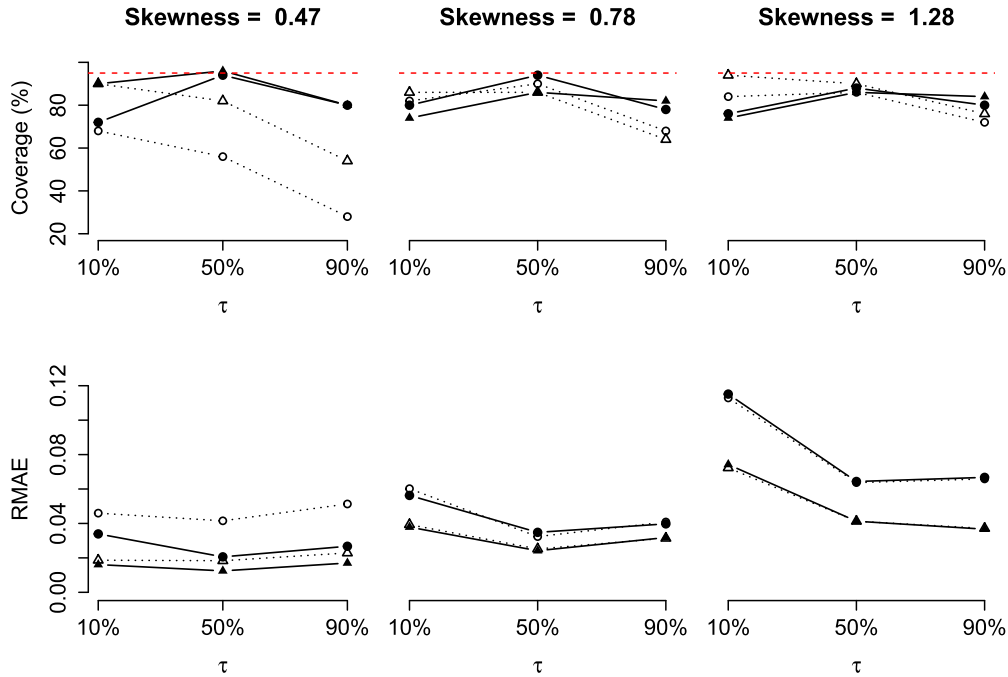 Skewness = 0.47 Skewness = 0.78 Skewness = 1.28
Coverage (%)
80
60
40
20
10% 50% 90% 10% 50% 90% 10% 50% 90%
τ τ τ
RMAE
0.12
0.08
0.04
0.00
10% 50% 90% 10% 50% 90% 10% 50% 90%
τ τ τ